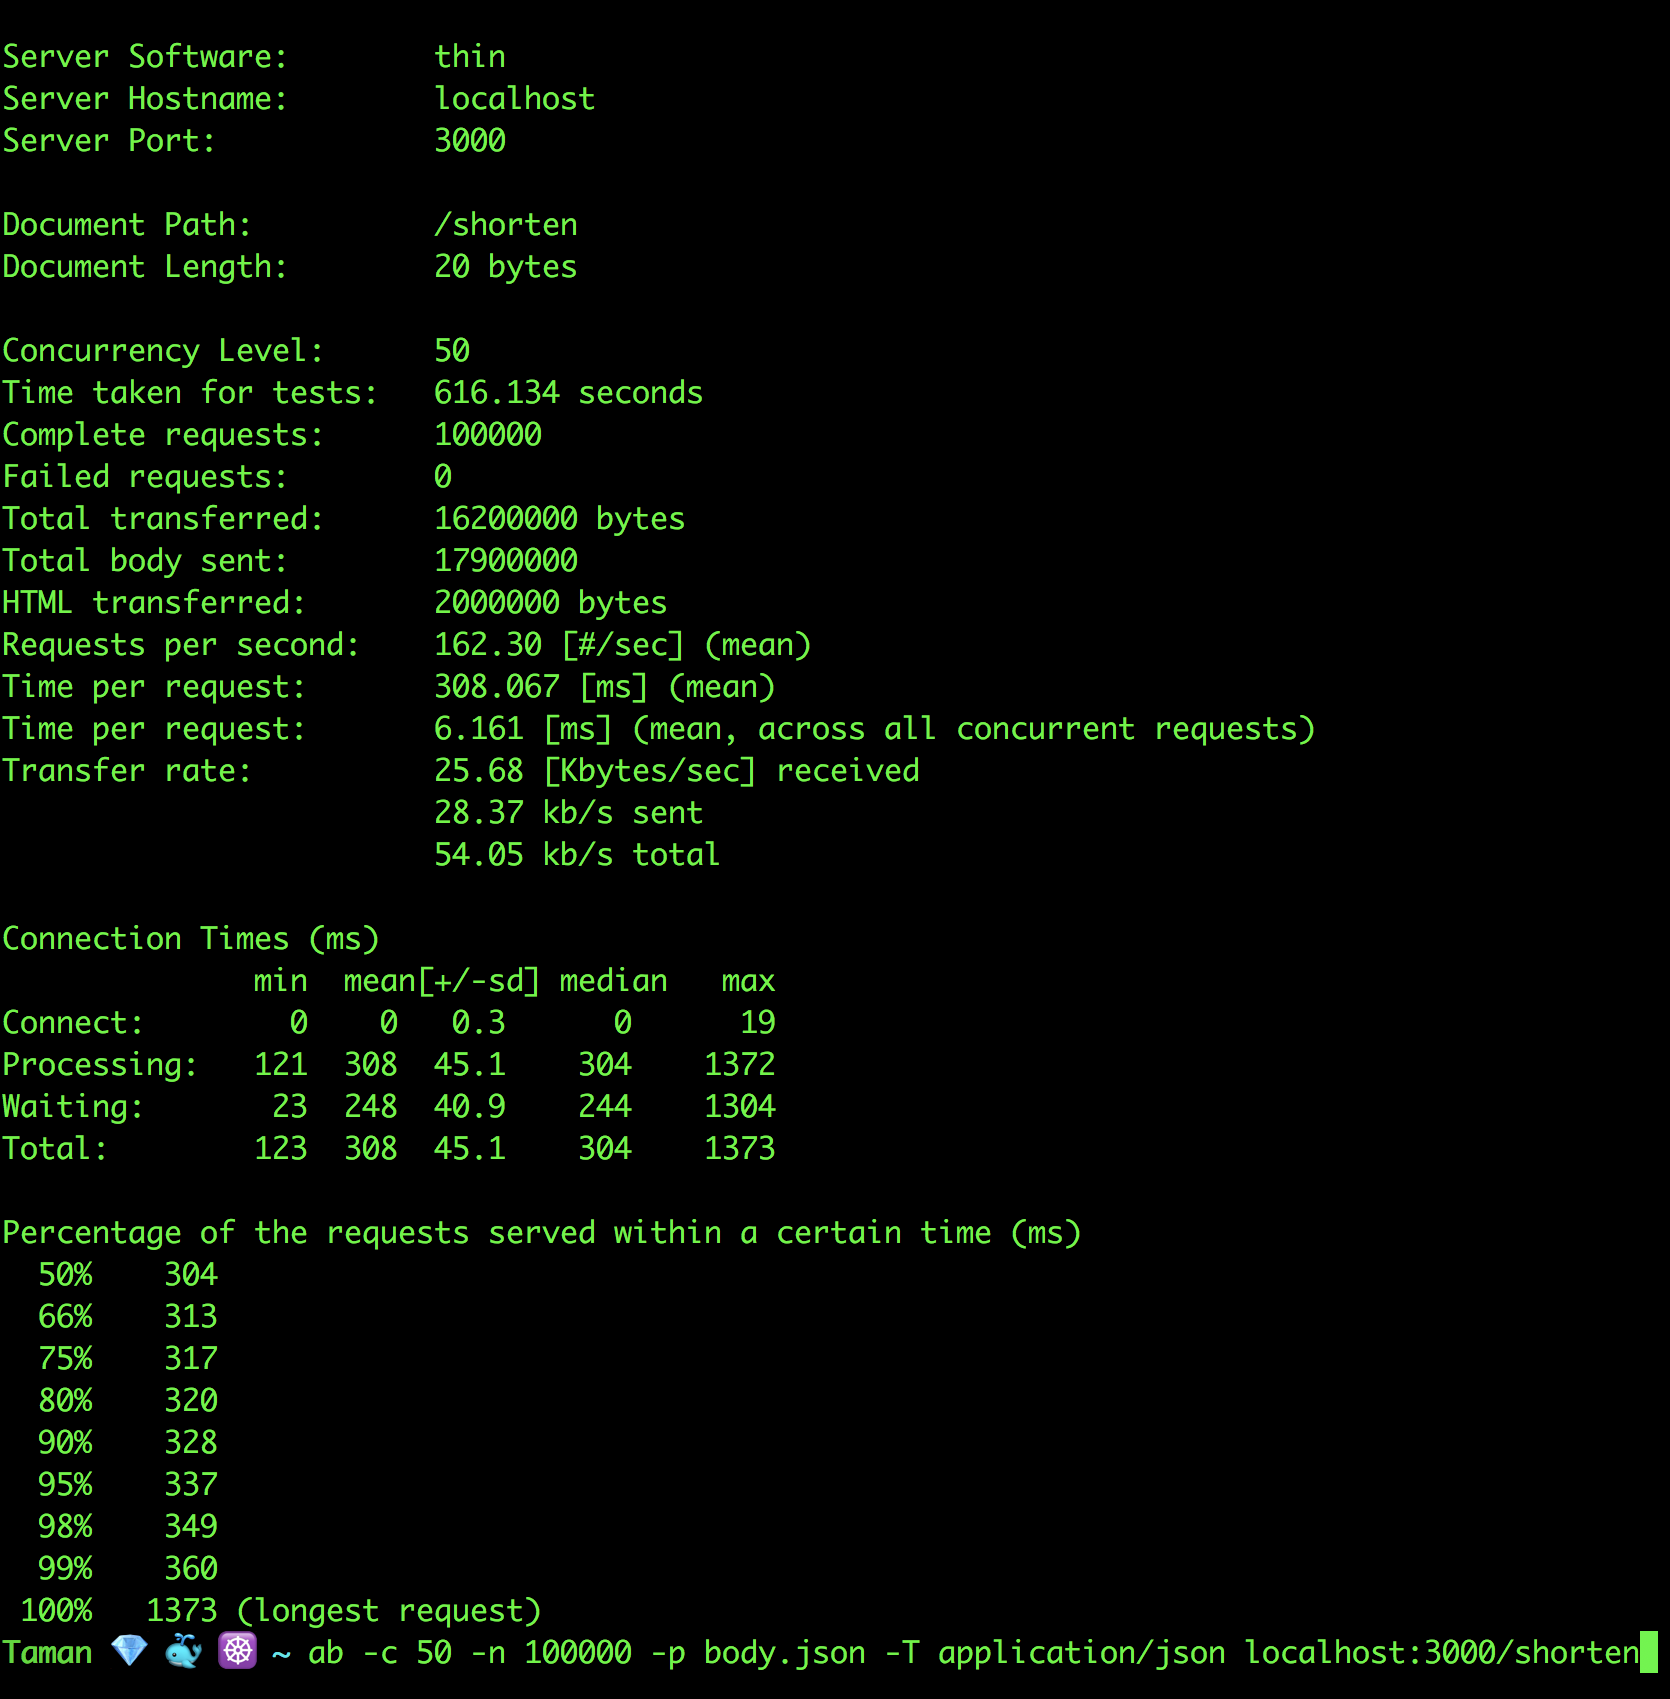 Server Software:        thin
Server Hostname:        localhost
Server Port:            3000

Document Path:          /shorten
Document Length:        20 bytes

Concurrency Level:      50
Time taken for tests:   616.134 seconds
Complete requests:      100000
Failed requests:        0
Total transferred:      16200000 bytes
Total body sent:        17900000
HTML transferred:       2000000 bytes
Requests per second:    162.30 [#/sec] (mean)
Time per request:       308.067 [ms] (mean)
Time per request:       6.161 [ms] (mean, across all concurrent requests)
Transfer rate:          25.68 [Kbytes/sec] received
                        28.37 kb/s sent
                        54.05 kb/s total

Connection Times (ms)
              min  mean[+/-sd] median   max
Connect:        0    0   0.3      0      19
Processing:   121  308  45.1    304    1372
Waiting:       23  248  40.9    244    1304
Total:        123  308  45.1    304    1373

Percentage of the requests served within a certain time (ms)
  50%    304
  66%    313
  75%    317
  80%    320
  90%    328
  95%    337
  98%    349
  99%    360
 100%   1373 (longest request)
Taman 💎 🐳 ☸️ ~ ab -c 50 -n 100000 -p body.json -T application/json localhost:3000/shorten